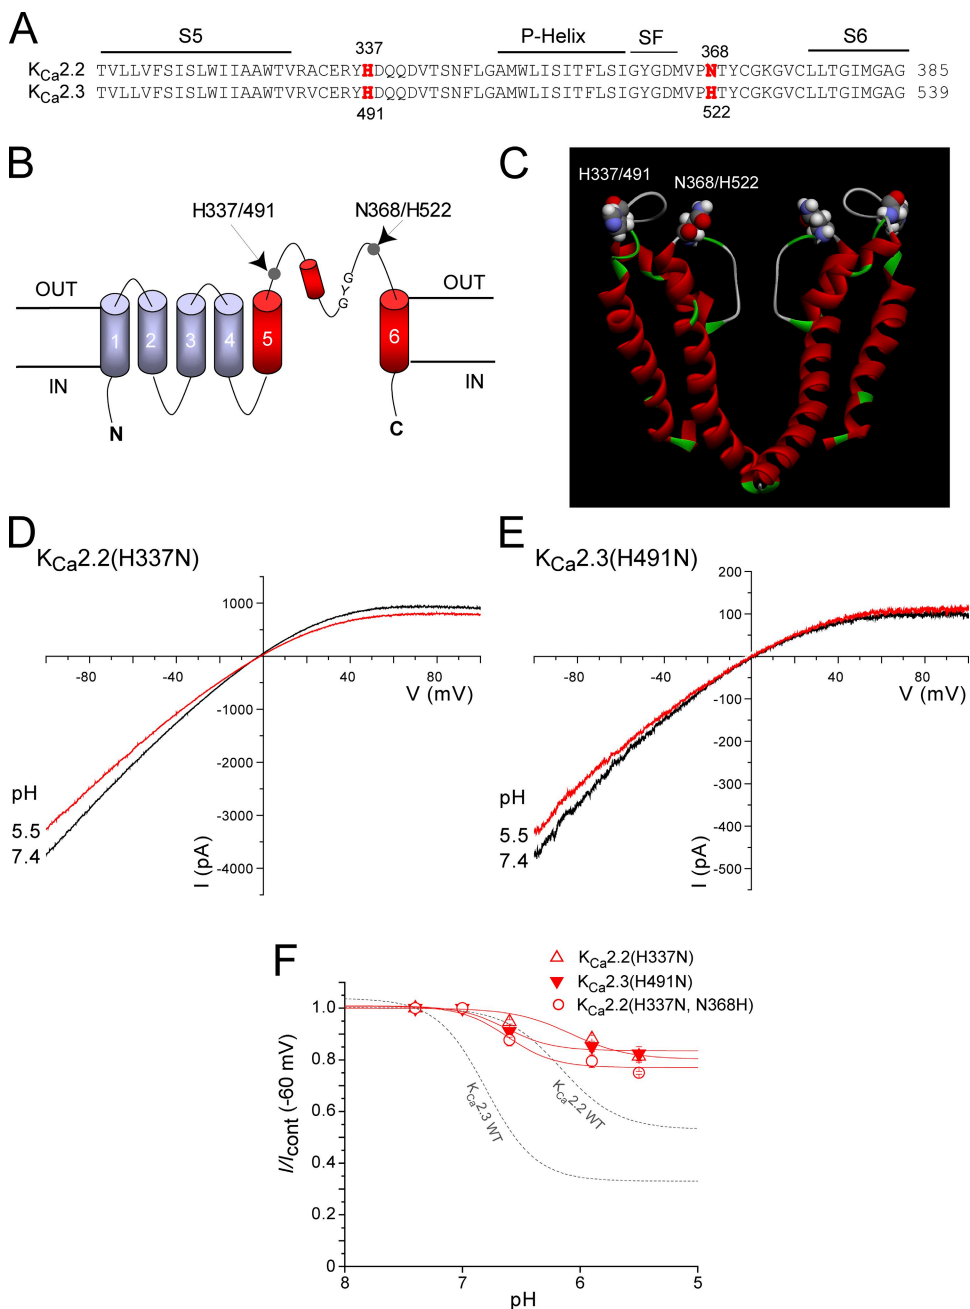 A
S5 337 P-Helix SF 368 S6
KCa2.2 TVLLVFSISLWIIAAWTVRACERYHDQQDVTSNFLGAMWLISITFLSIGYGDMVPNTYCGKGVCLLTGIMGAG 385
KCa2.3 TVLLVFSISLWIIAAWTVRVCERYHDQQDVTSNFLGAMWLISITFLSIGYGDMVPHTYCGKGVCLLTGIMGAG 539
491 522
B
H337/491
N368/H522
OUT
OUT
GYG
1 2 3 4 5 6
IN
IN
N
C
C
H337/491
N368/H522
D
KCa2.2(H337N)
1000
-80 -40 40 80
V (mV)
-1000
-2000
-3000
-4000
I (pA)
pH
5.5
7.4
E
KCa2.3(H491N)
200
100
-80 -40 40 80
V (mV)
-100
-200
-300
-400
-500
I (pA)
pH
5.5
7.4
F
KCa2.2(H337N)
KCa2.3(H491N)
KCa2.2(H337N, N368H)
I/Icont (-60 mV)
1.0
0.8
0.6
0.4
0.2
0
KCa2.3 WT
KCa2.2 WT
8 7 6 5
pH